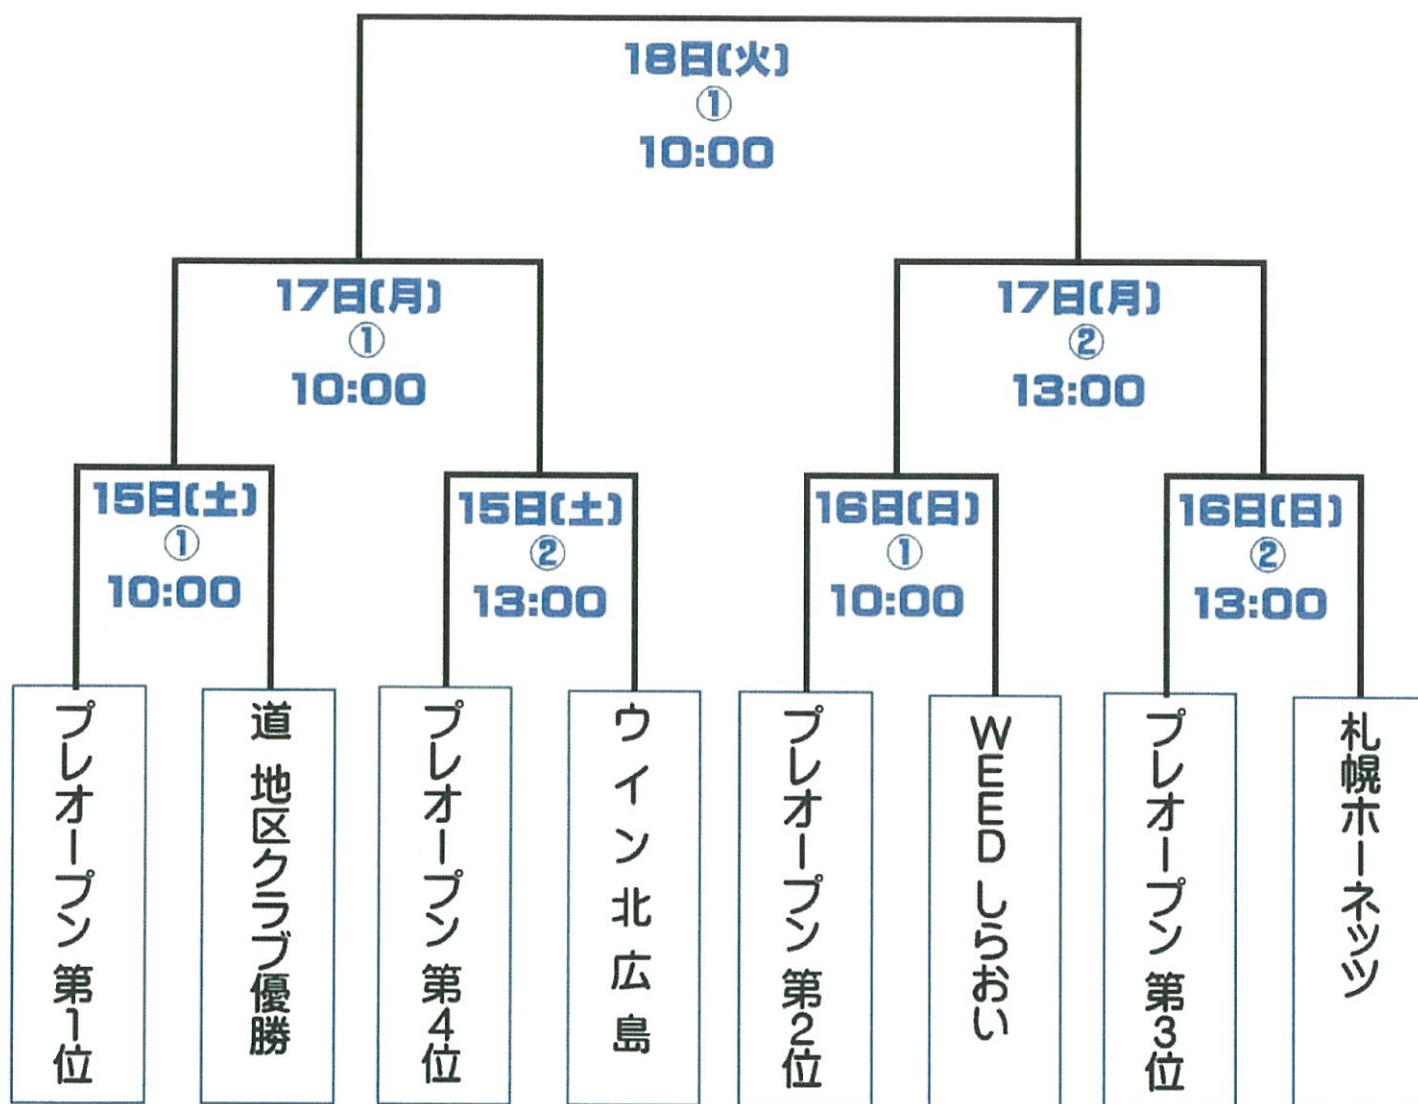 18日(火)
①
10:00
17日(月)
①
10:00
17日(月)
②
13:00
15日(土)
①
10:00
15日(土)
②
13:00
16日(日)
①
10:00
16日(日)
②
13:00
プレオープン 第1位
道 地区クラブ優勝
プレオープン 第4位
ウイン北広島
プレオープン 第2位
WEED しらおい
プレオープン 第3位
札幌ホーネッツ